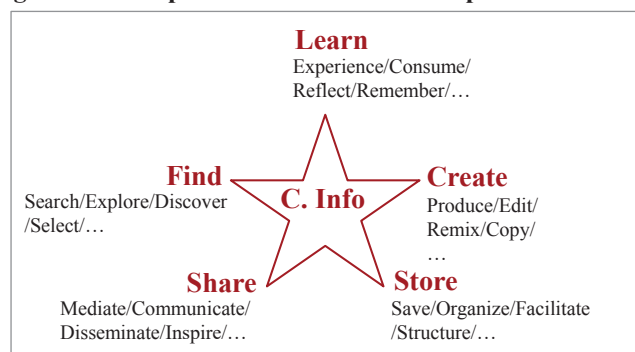 Learn
Experience/Consume/
Reflect/Remember/…
Find
Search/Explore/Discover
/Select/…
C. Info
Create
Produce/Edit/
Remix/Copy/
…
Share
Mediate/Communicate/
Disseminate/Inspire/…
Store
Save/Organize/Facilitate
/Structure/…